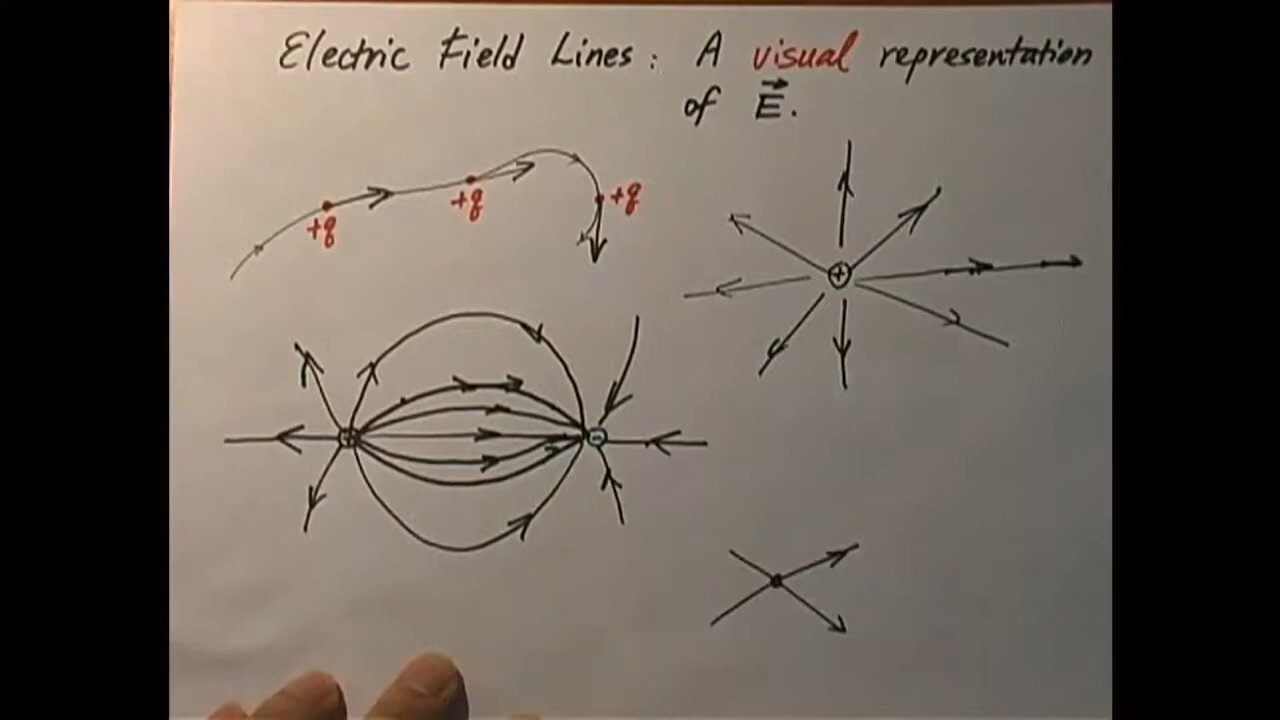 Electric Field Lines: A visual representation
of E⃗.
+q
+q
+q
+
+
-